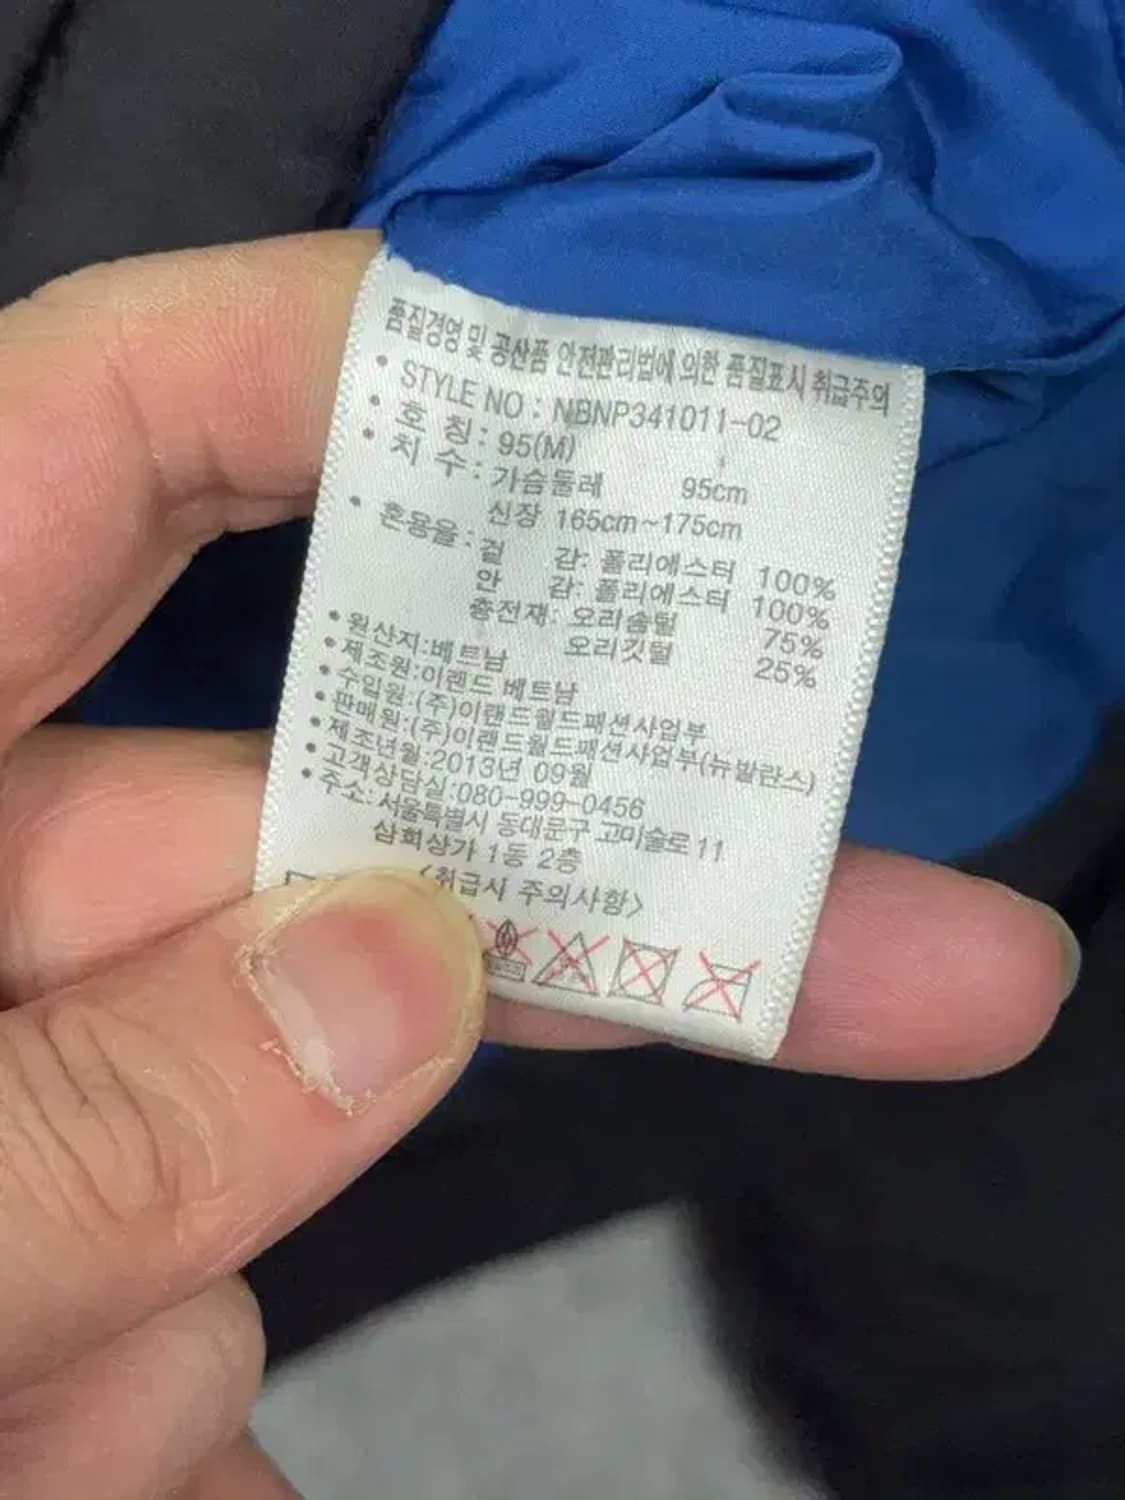 품질경영 및 공산품 안전관리법에 의한 품질표시 취급주의
• STYLE NO : NBNP341011-02
• 호 칭 : 95(M)
• 치 수 : 가슴둘레 95cm
신장 165cm~175cm
• 혼용율 : 겉 감: 폴리에스터 100%
안 감: 폴리에스터 100%
충전재: 오리솜털 75%
오리깃털 25%
• 원산지:베트남
• 제조원:이랜드 베트남
• 수입원:(주)이랜드월드패션사업부
• 판매원:(주)이랜드월드패션사업부(뉴발란스)
• 제조년월:2013년 09월
• 고객상담실:080-999-0456
• 주소: 서울특별시 동대문구 고미술로 11
삼희상가 1동 2층
<취급시 주의사항>